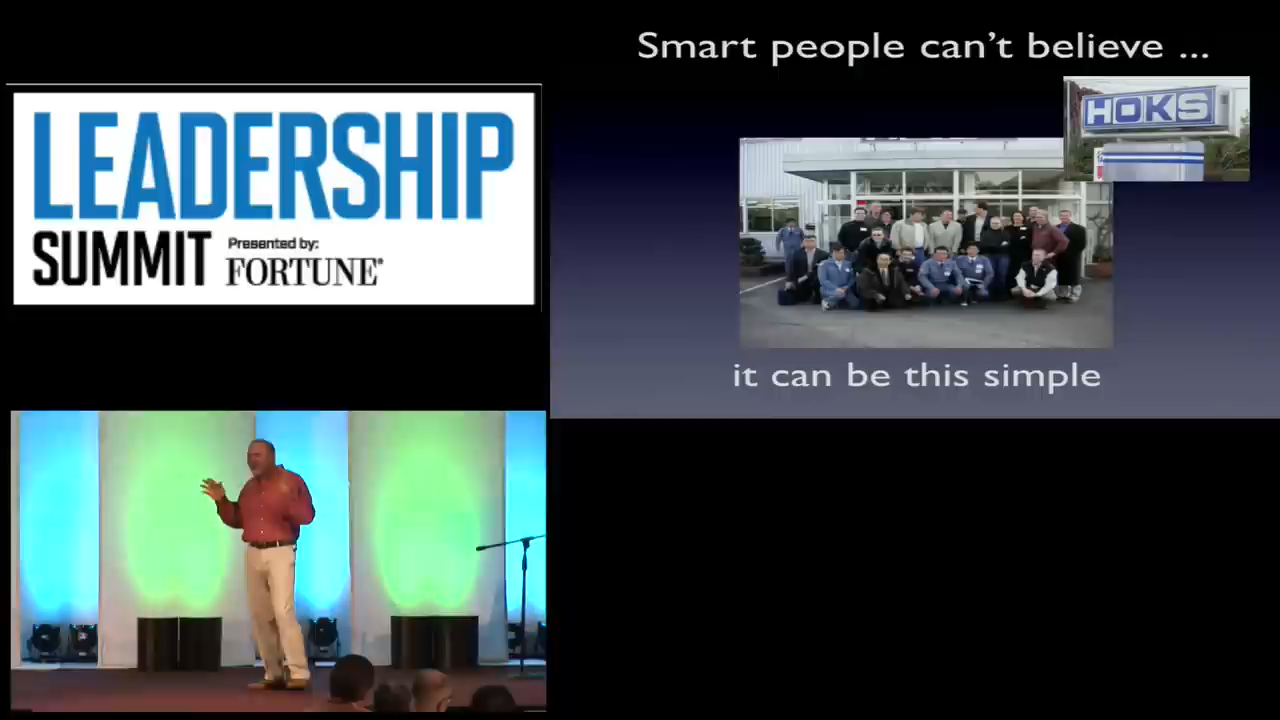 LEADERSHIP
SUMMIT
Presented by:
FORTUNE®
Smart people can't believe ...
HOKS
it can be this simple